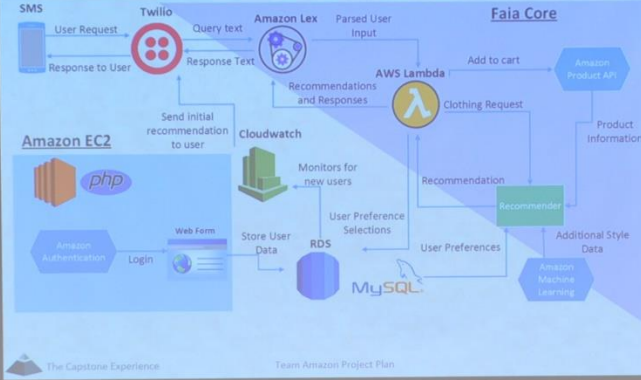 SMS
Twilio
Amazon Lex
Faia Core
User Request
Response to User
Query text
Response Text
Parsed User
Input
AWS Lambda
Add to cart
Amazon
Product API
Recommendations
and Responses
Clothing Request
Product
Information
Send initial
recommendation
to user
Cloudwatch
Amazon EC2
php
Monitors for
new users
Recommendation
Recommender
User Preference
Selections
Web Form
Amazon
Authentication
Login
Store User
Data
RDS
MySQL
User Preferences
Additional Style
Data
Amazon
Machine
Learning
The Capstone Experience
Team Amazon Project Plan